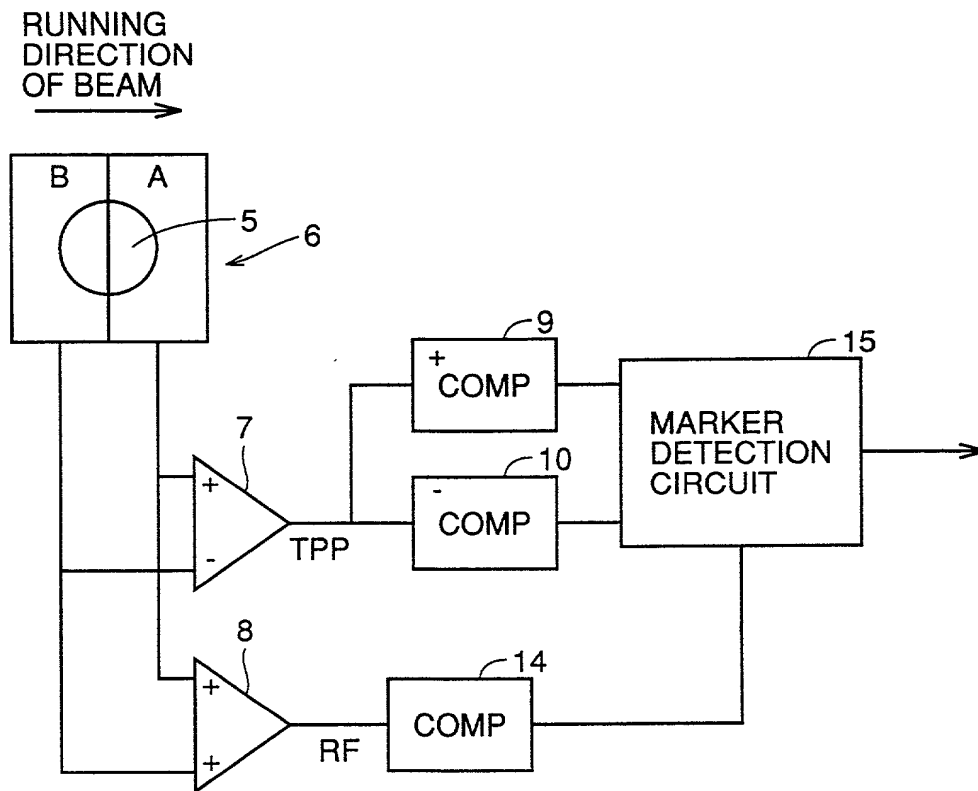 RUNNING
DIRECTION
OF BEAM
B A
5
6
9
+
COMP
15
MARKER
DETECTION
CIRCUIT
7
+
-
TPP
10
-
COMP
8
+
+
RF
14
COMP